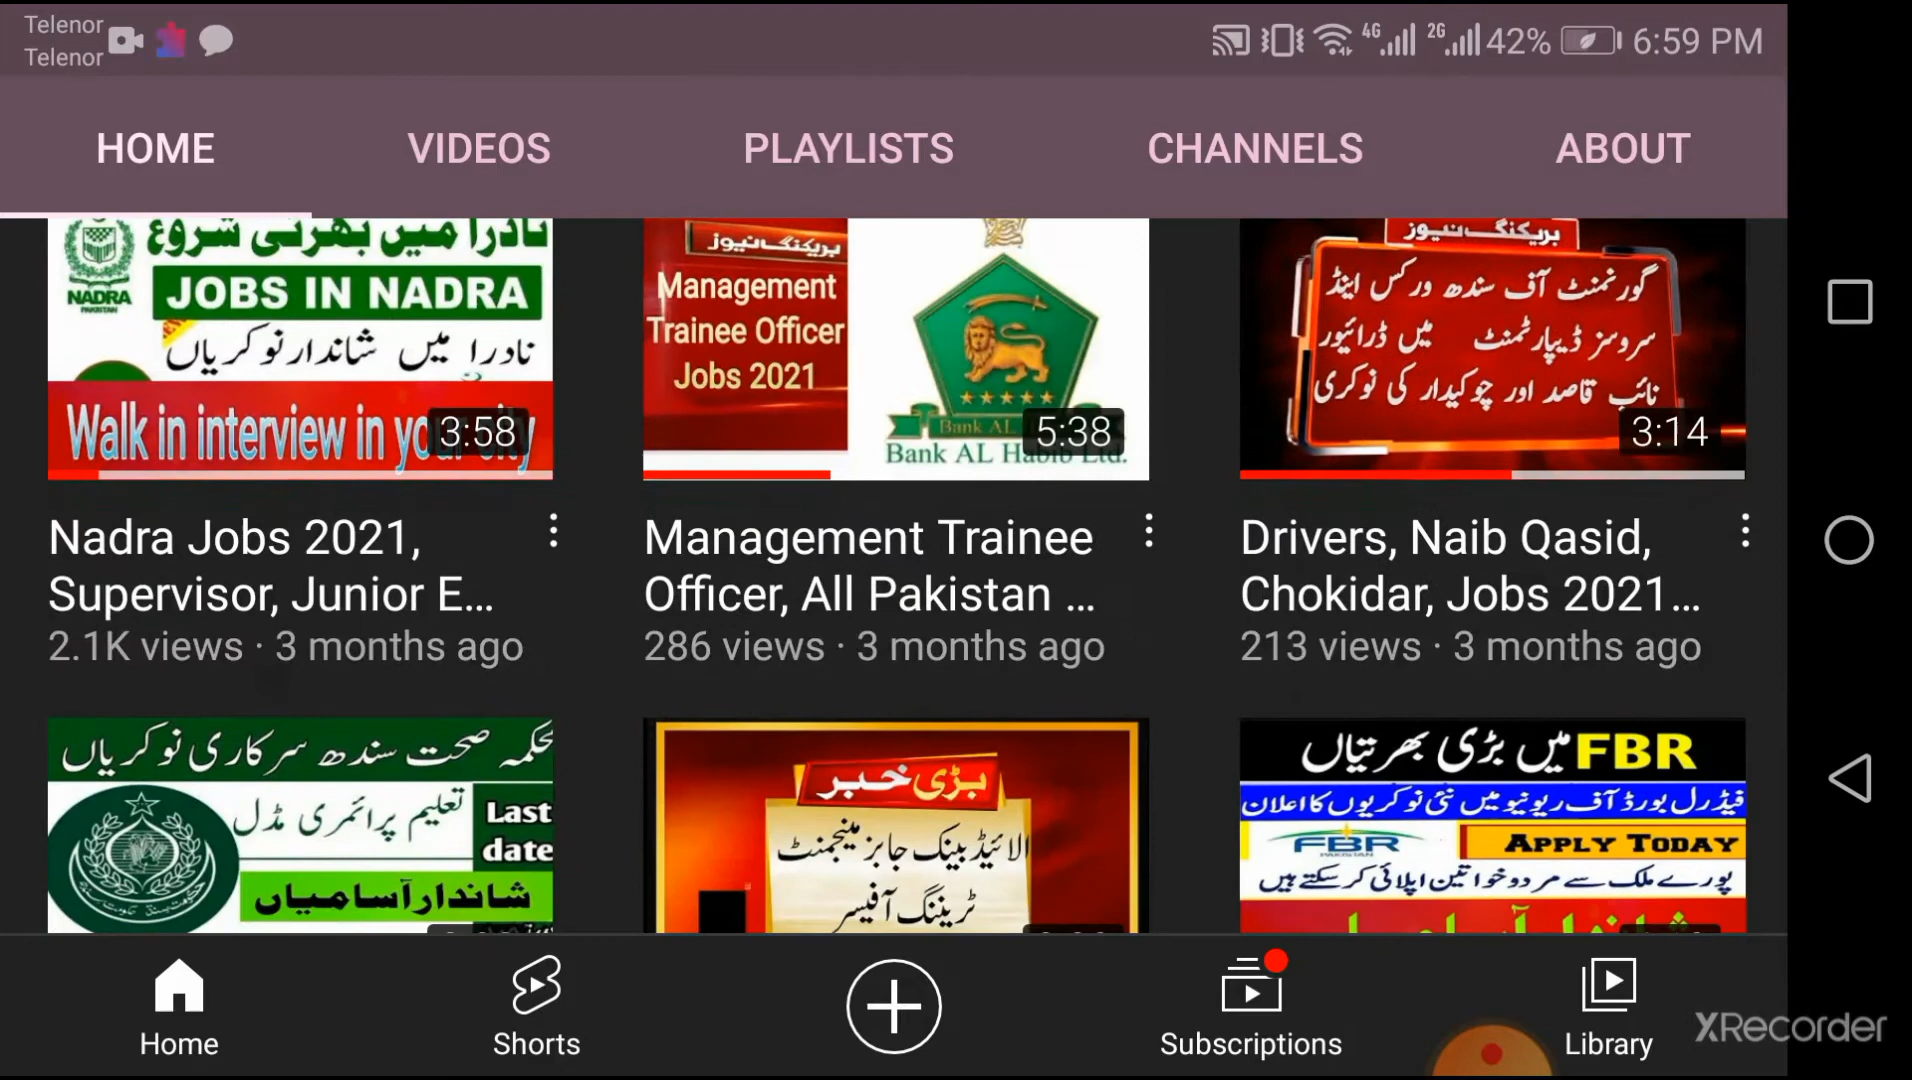 Telenor
Telenor
4G
2G
42%
6:59 PM
HOME
VIDEOS
PLAYLISTS
CHANNELS
ABOUT
نادرا میں بھرتی شروع
NADRA
PAKISTAN
JOBS IN NADRA
نادرا میں شاندار نوکریاں
Walk in interview in your city
3:58
بریکنگ نیوز
Management
Trainee Officer
Jobs 2021
Bank AL
Bank AL Habib Ltd.
5:38
بریکنگ نیوز
گورنمنٹ آف سندھ ورکس اینڈ
سروسز ڈیپارٹمنٹ میں ڈرائیور
نائب قاصد اور چوکیدار کی نوکری
3:14
Nadra Jobs 2021,
Supervisor, Junior E...
2.1K views · 3 months ago
Management Trainee
Officer, All Pakistan ...
286 views · 3 months ago
Drivers, Naib Qasid,
Chokidar, Jobs 2021...
213 views · 3 months ago
محکمہ صحت سندھ سرکاری نوکریاں
تعلیم پرائمری مڈل
Last
date
شاندار آسامیاں
بڑی خبر
الائیڈ بینک جابز مینجمنٹ
ٹریننگ آفیسر
FBR میں بڑی بھرتیاں
فیڈرل بورڈ آف ریونیو میں نئی نوکریوں کا اعلان
FBR
PAKISTAN
APPLY TODAY
پورے ملک سے مرد و خواتین اپلائی کر سکتے ہیں
Home
Shorts
Subscriptions
Library
XRecorder